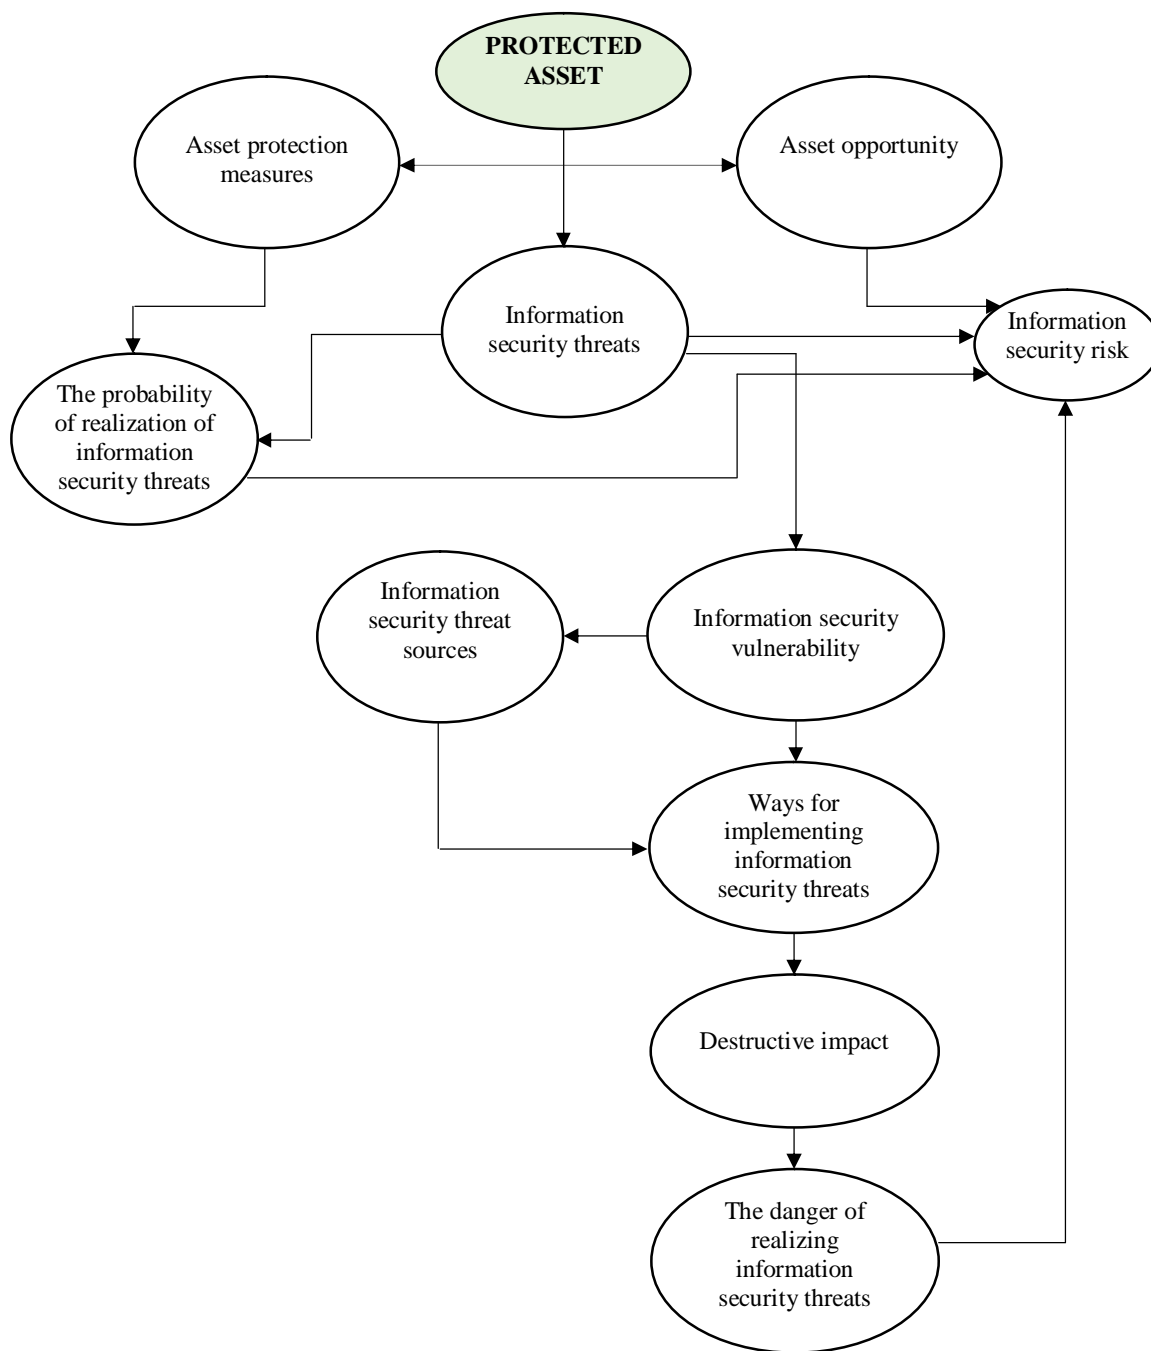 PROTECTED
ASSET
Asset protection
measures
Asset opportunity
Information
security threats
Information
security risk
The probability
of realization of
information
security threats
Information
security threat
sources
Information security
vulnerability
Ways for
implementing
information
security threats
Destructive impact
The danger of
realizing
information
security threats